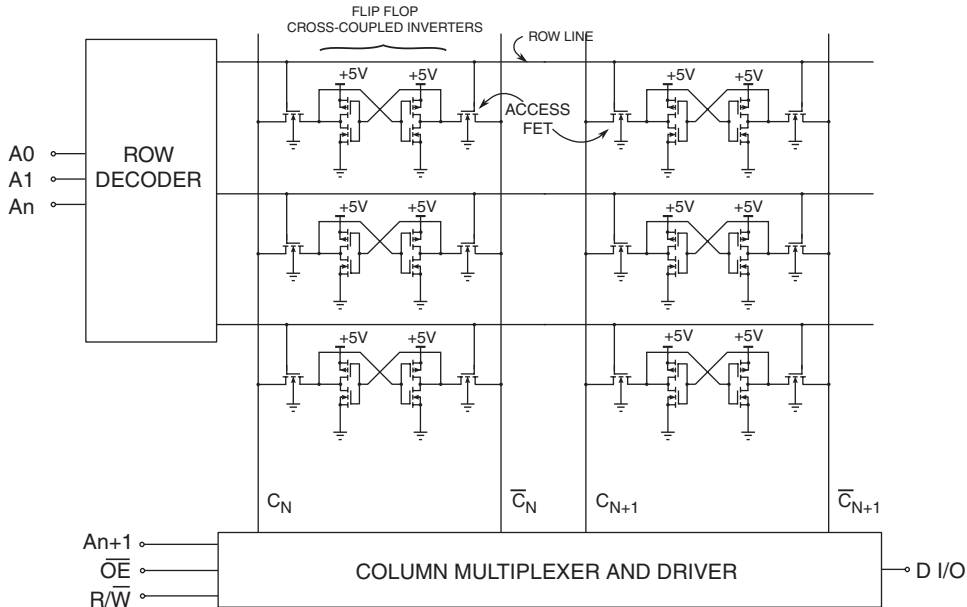 FLIP FLOP
CROSS-COUPLED INVERTERS
ROW LINE
+5V +5V +5V +5V
ACCESS
FET
A0
A1
An
ROW
DECODER
+5V +5V +5V +5V
+5V +5V +5V +5V
C_N C̅_N C_N+1 C̅_N+1
An+1
O̅E̅
R/W̅
COLUMN MULTIPLEXER AND DRIVER
D I/O